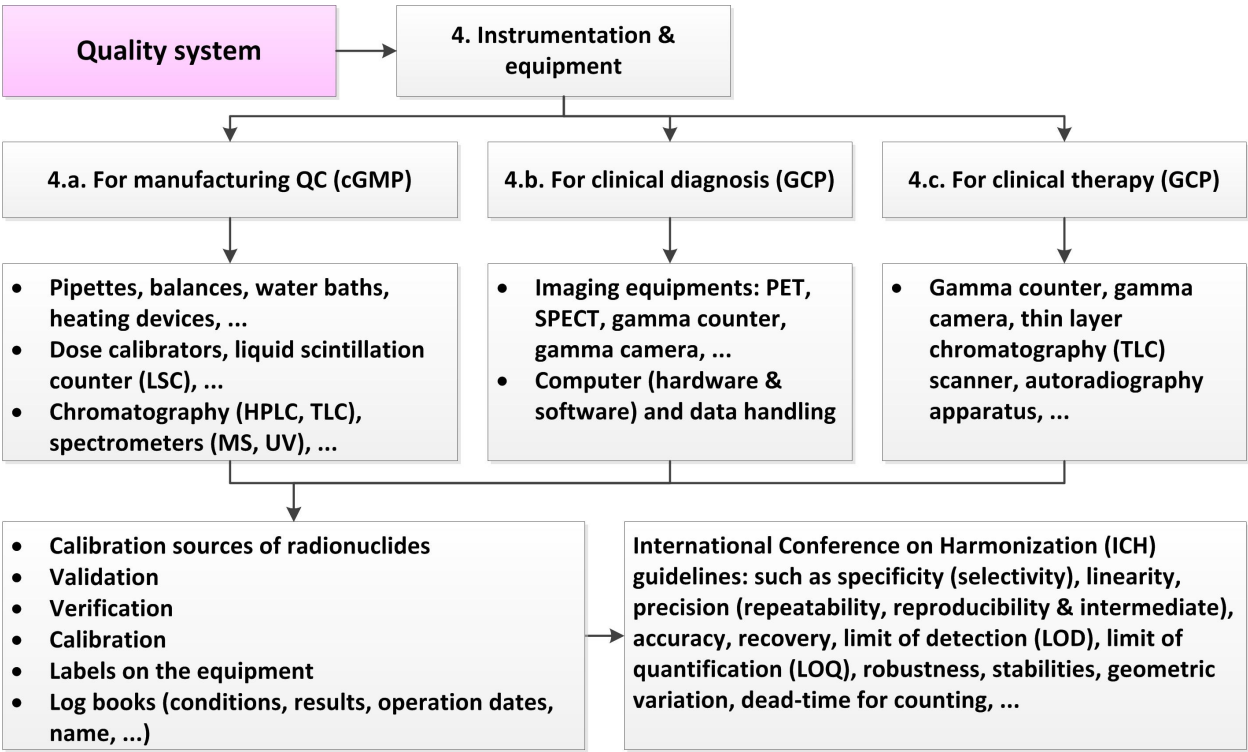 Quality system
4. Instrumentation &
equipment
4.a. For manufacturing QC (cGMP)
4.b. For clinical diagnosis (GCP)
4.c. For clinical therapy (GCP)
• Pipettes, balances, water baths,
heating devices, ...
• Dose calibrators, liquid scintillation
counter (LSC), ...
• Chromatography (HPLC, TLC),
spectrometers (MS, UV), ...
• Imaging equipments: PET,
SPECT, gamma counter,
gamma camera, ...
• Computer (hardware &
software) and data handling
• Gamma counter, gamma
camera, thin layer
chromatography (TLC)
scanner, autoradiography
apparatus, ...
• Calibration sources of radionuclides
• Validation
• Verification
• Calibration
• Labels on the equipment
• Log books (conditions, results, operation dates,
name, ...)
International Conference on Harmonization (ICH)
guidelines: such as specificity (selectivity), linearity,
precision (repeatability, reproducibility & intermediate),
accuracy, recovery, limit of detection (LOD), limit of
quantification (LOQ), robustness, stabilities, geometric
variation, dead-time for counting, ...